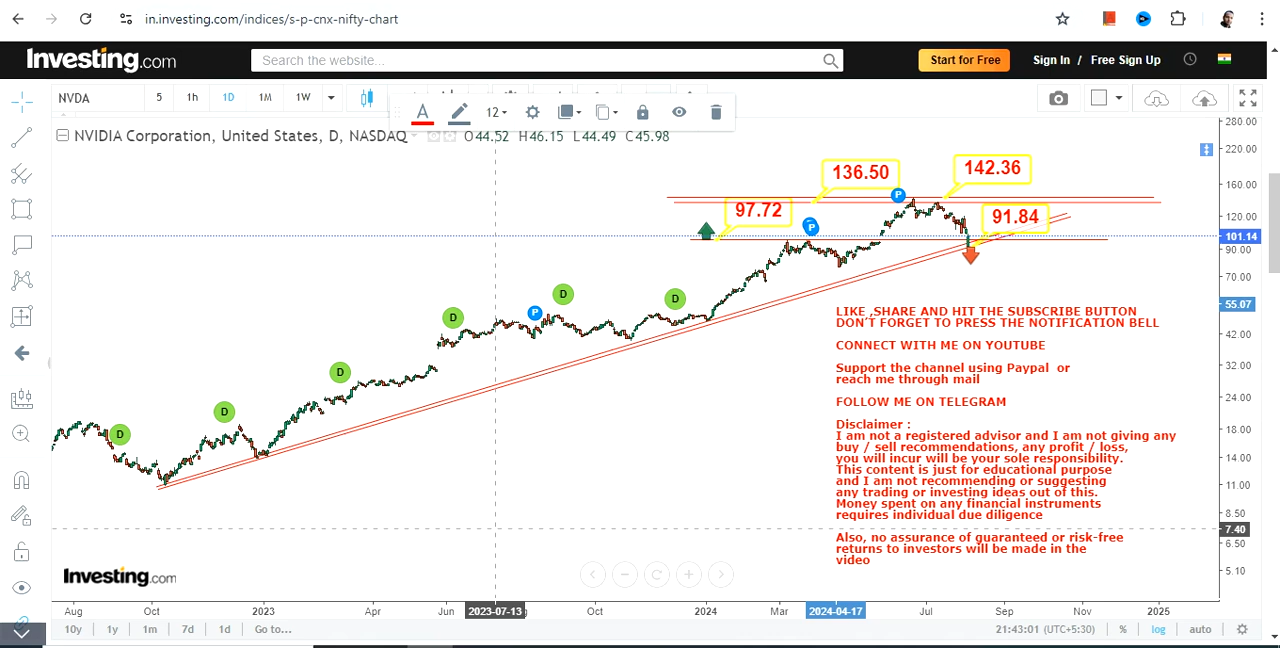 in.investing.com/indices/s-p-cnx-nifty-chart
Investing.com
Search the website...
Start for Free
Sign In / Free Sign Up
NVDA
5 1h 1D 1M 1W
A 12
NVIDIA Corporation, United States, D, NASDAQ O44.52 H46.15 L44.49 C45.98
280.00
220.00
160.00
120.00
101.14
90.00
70.00
55.07
42.00
32.00
24.00
18.00
14.00
11.00
8.50
7.40
6.50
5.10
97.72
136.50
142.36
91.84
P
P
P
D
D
D
D
D
D
LIKE ,SHARE AND HIT THE SUBSCRIBE BUTTON
DON'T FORGET TO PRESS THE NOTIFICATION BELL
CONNECT WITH ME ON YOUTUBE
Support the channel using Paypal or
reach me through mail
FOLLOW ME ON TELEGRAM
Disclaimer :
I am not a registered advisor and I am not giving any
buy / sell recommendations, any profit / loss,
you will incur will be your sole responsibility.
This content is just for educational purpose
and I am not recommending or suggesting
any trading or investing ideas out of this.
Money spent on any financial instruments
requires individual due diligence
Also, no assurance of guaranteed or risk-free
returns to investors will be made in the
video
Investing.com
Aug Oct 2023 Apr Jun 2023-07-13 Oct 2024 Mar 2024-04-17 Jul Sep Nov 2025
10y 1y 1m 7d 1d Go to...
21:43:01 (UTC+5:30) % log auto